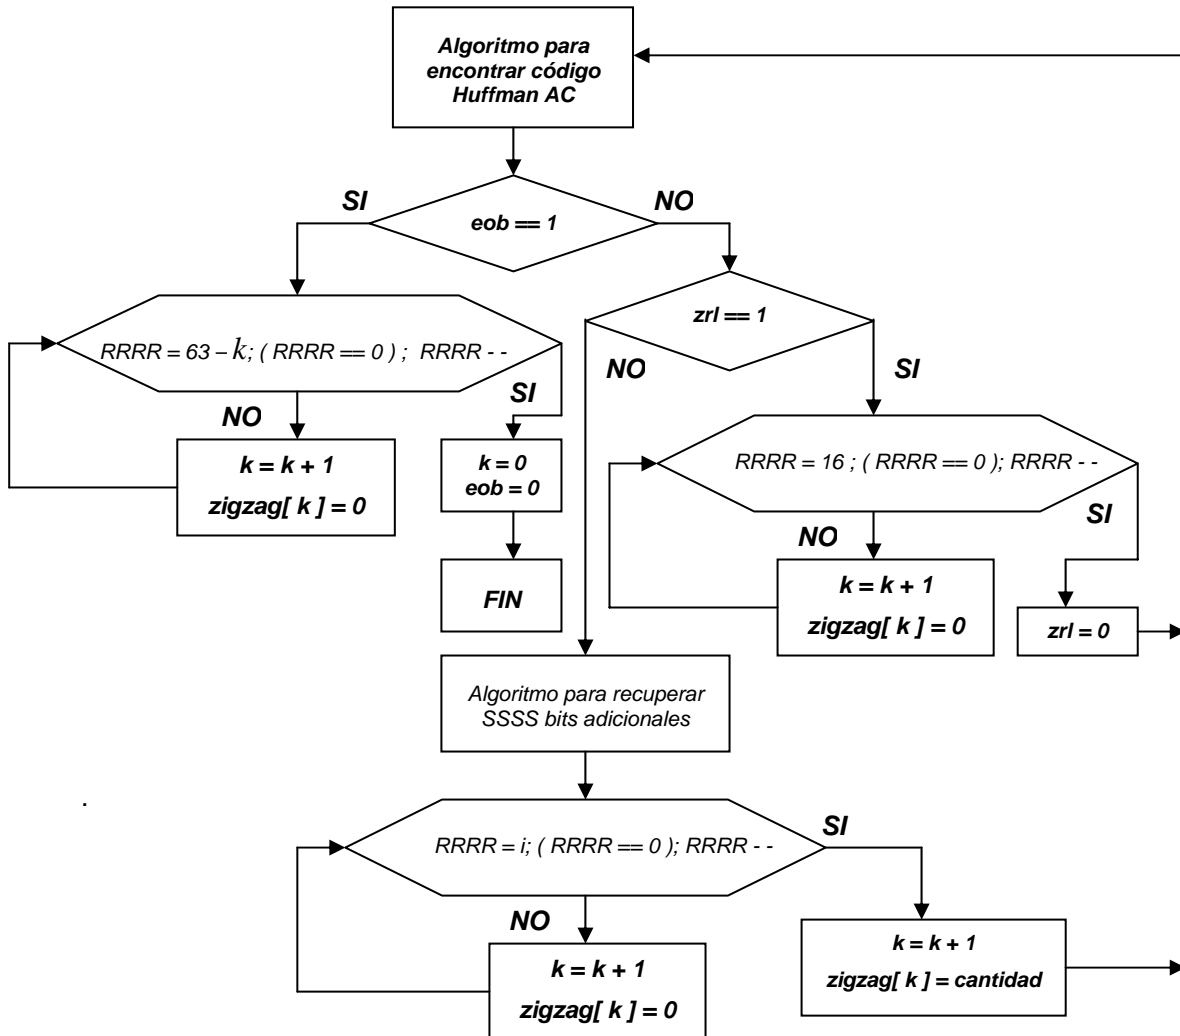 Algoritmo para
encontrar código
Huffman AC
SI
NO
eob == 1
zrl == 1
RRRR = 63 – k; ( RRRR == 0 ) ; RRRR - -
NO
SI
SI
NO
k = k + 1
zigzag[ k ] = 0
k = 0
eob = 0
RRRR = 16 ; ( RRRR == 0 ); RRRR - -
SI
NO
FIN
k = k + 1
zigzag[ k ] = 0
zrl = 0
Algoritmo para recuperar
SSSS bits adicionales
.
RRRR = i; ( RRRR == 0 ); RRRR - -
SI
NO
k = k + 1
zigzag[ k ] = 0
k = k + 1
zigzag[ k ] = cantidad